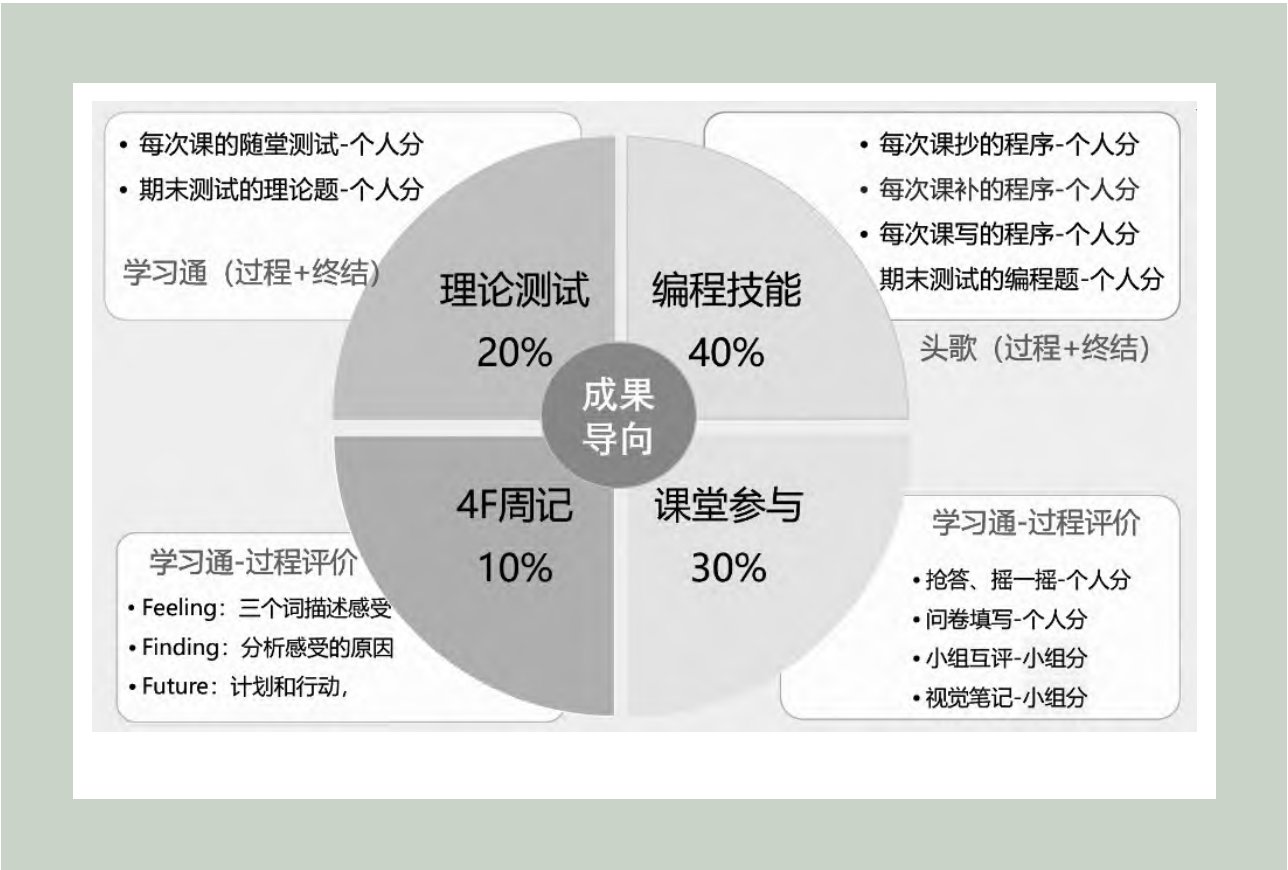 • 每次课的随堂测试-个人分
• 期末测试的理论题-个人分
学习通（过程+终结）
理论测试
20%
• 每次课抄的程序-个人分
• 每次课补的程序-个人分
• 每次课写的程序-个人分
期末测试的编程题-个人分
头歌（过程+终结）
编程技能
40%
成果
导向
4F周记
10%
学习通-过程评价
• Feeling：三个词描述感受
• Finding：分析感受的原因
• Future：计划和行动,
课堂参与
30%
学习通-过程评价
• 抢答、摇一摇-个人分
• 问卷填写-个人分
• 小组互评-小组分
• 视觉笔记-小组分